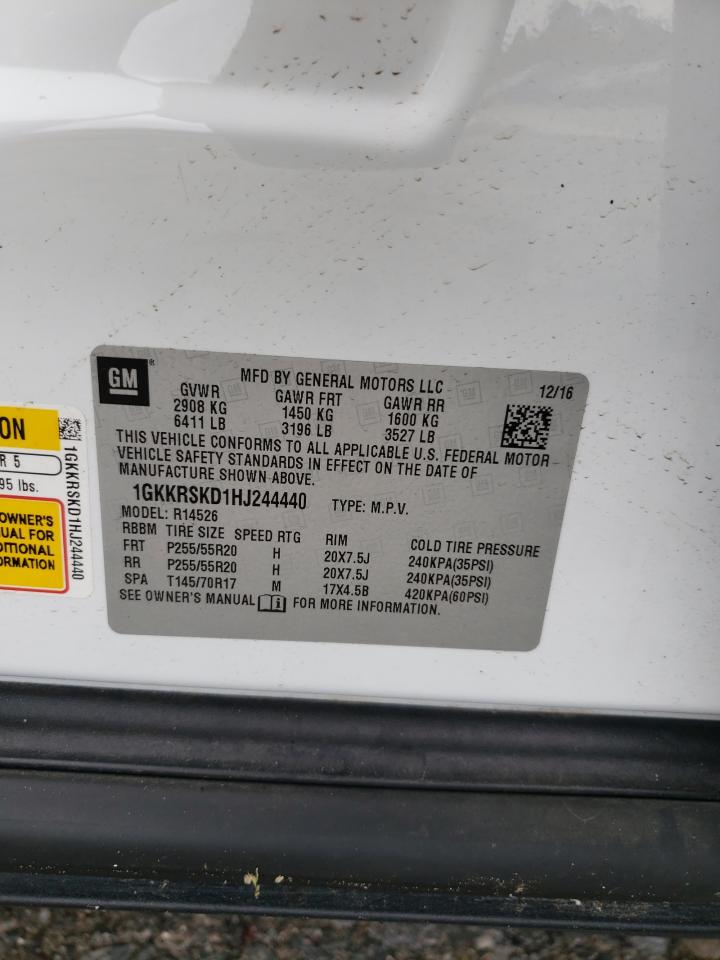 GM
®
MFD BY GENERAL MOTORS LLC
12/16
GVWR GAWR FRT GAWR RR
2908 KG 1450 KG 1600 KG
6411 LB 3196 LB 3527 LB
THIS VEHICLE CONFORMS TO ALL APPLICABLE U.S. FEDERAL MOTOR
VEHICLE SAFETY STANDARDS IN EFFECT ON THE DATE OF
MANUFACTURE SHOWN ABOVE.
1GKKRSKD1HJ244440 TYPE: M.P.V.
MODEL: R14526
RBBM TIRE SIZE SPEED RTG RIM COLD TIRE PRESSURE
FRT P255/55R20 H 20X7.5J 240KPA(35PSI)
RR P255/55R20 H 20X7.5J 240KPA(35PSI)
SPA T145/70R17 M 17X4.5B 420KPA(60PSI)
SEE OWNER'S MANUAL i FOR MORE INFORMATION.
ON
R 5
95 lbs.
OWNER'S
UAL FOR
DITIONAL
ORMATION
1GKKRSKD1HJ244440